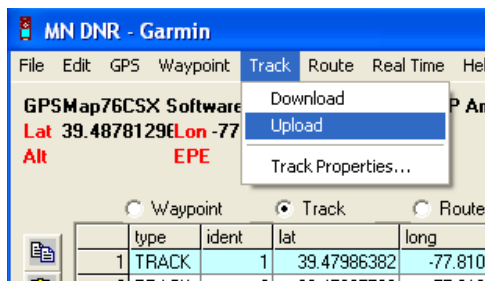 MN DNR - Garmin
File Edit GPS Waypoint Track Route Real Time Hel
GPSMap76CSX Software P An
Download
Lat 39.4878129 Lon -77
Upload
Alt EPE
Track Properties...
Waypoint Track Route
type ident lat long
1 TRACK 1 39.47986382 -77.810